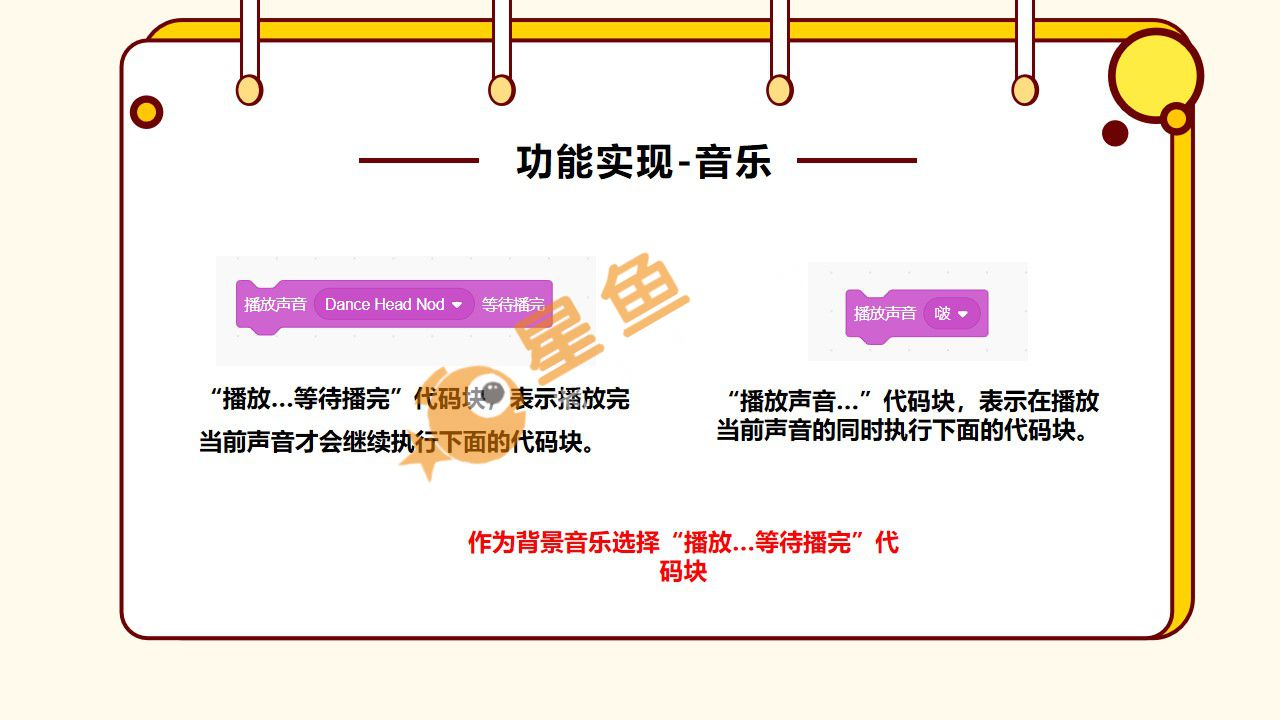 功能实现-音乐
播放声音 Dance Head Nod 等待播完
播放声音 啵
星鱼
“播放...等待播完”代码块，表示播放完
当前声音才会继续执行下面的代码块。
“播放声音...”代码块，表示在播放
当前声音的同时执行下面的代码块。
作为背景音乐选择“播放...等待播完”代
码块